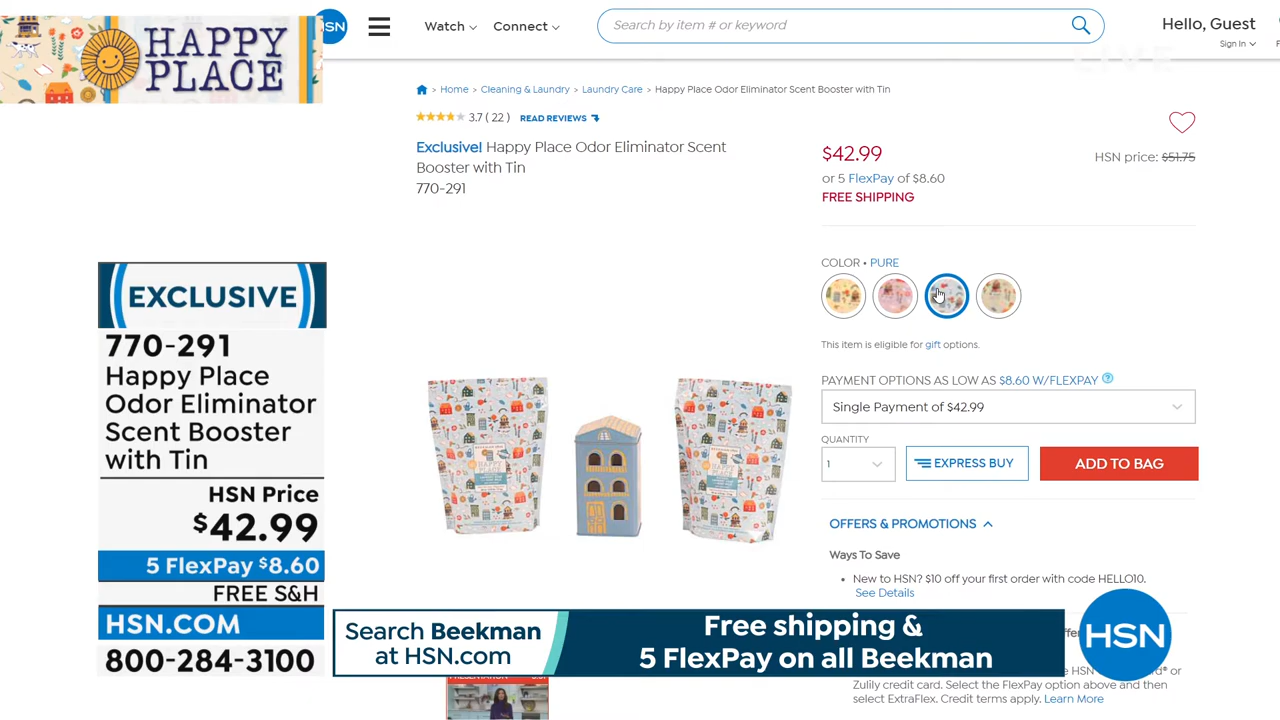 HAPPY
PLACE
HSN
Watch
Connect
Search by item # or keyword
Hello, Guest
Sign In
LIVE
Home > Cleaning & Laundry > Laundry Care > Happy Place Odor Eliminator Scent Booster with Tin
3.7 ( 22 ) READ REVIEWS
Exclusive! Happy Place Odor Eliminator Scent
Booster with Tin
770-291
$42.99
HSN price: $51.75
or 5 FlexPay of $8.60
FREE SHIPPING
COLOR • PURE
This item is eligible for gift options.
PAYMENT OPTIONS AS LOW AS $8.60 W/FLEXPAY ?
Single Payment of $42.99
QUANTITY
1
EXPRESS BUY
ADD TO BAG
OFFERS & PROMOTIONS
Ways To Save
• New to HSN? $10 off your first order with code HELLO10.
See Details
EXCLUSIVE
770-291
Happy Place
Odor Eliminator
Scent Booster
with Tin
HSN Price
$42.99
5 FlexPay $8.60
FREE S&H
HSN.COM
800-284-3100
Search Beekman
at HSN.com
Free shipping &
5 FlexPay on all Beekman
HSN
or
Zulily credit card. Select the FlexPay option above and then
select ExtraFlex. Credit terms apply. Learn More